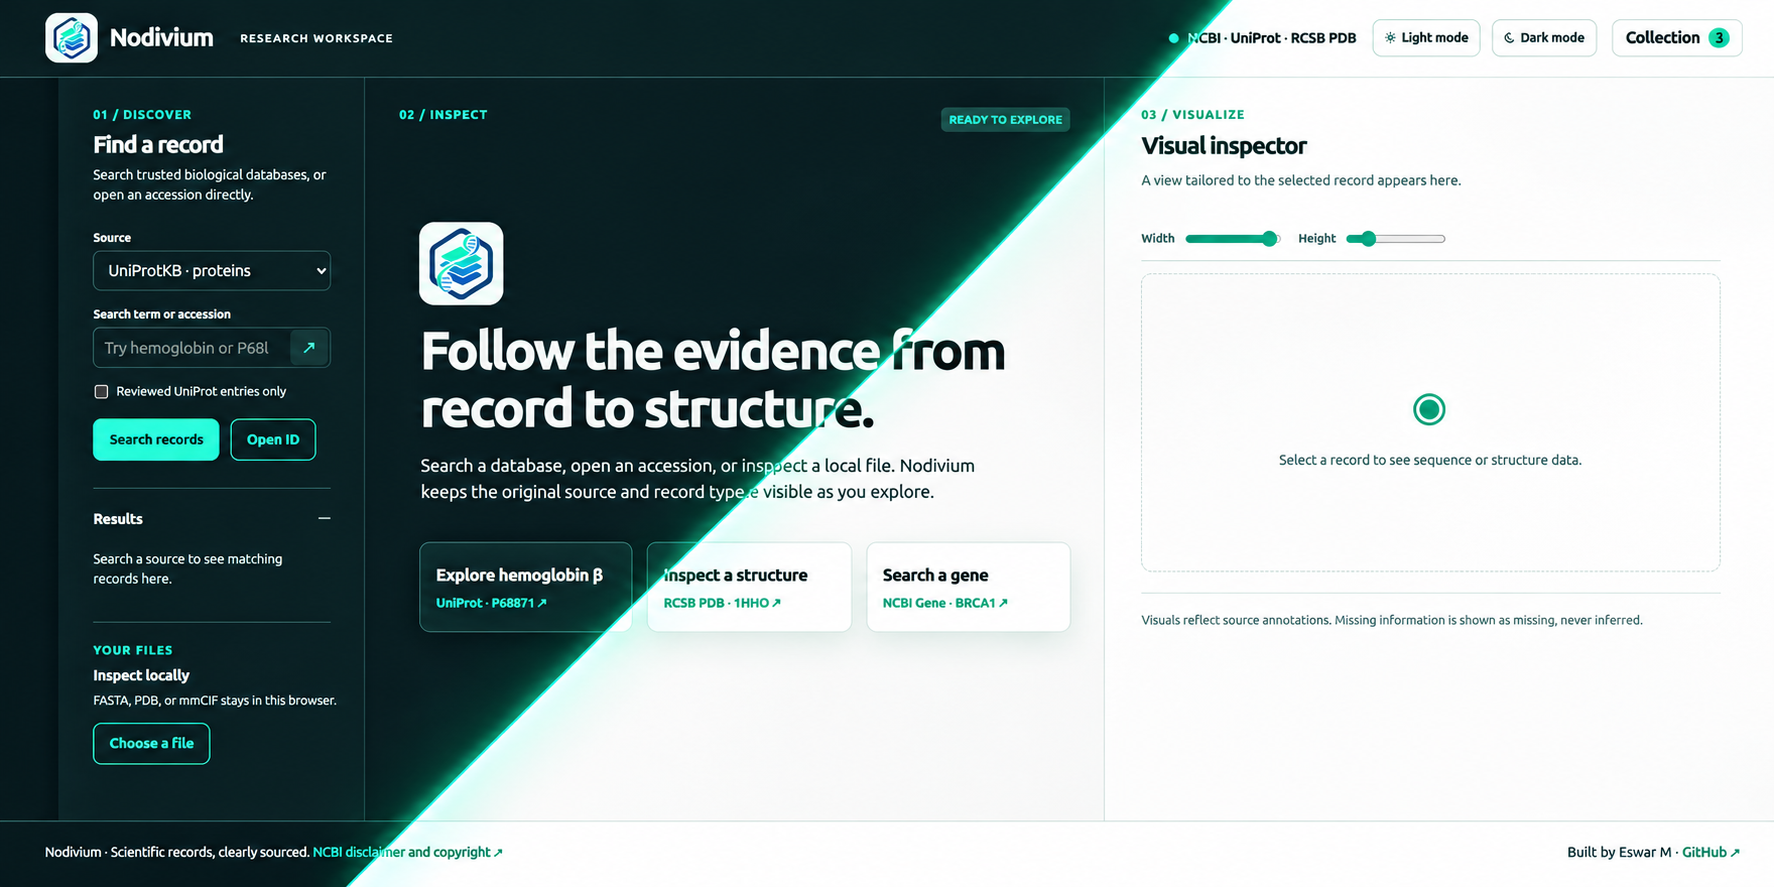 Nodivium
RESEARCH WORKSPACE
NCBI · UniProt · RCSB PDB
Light mode
Dark mode
Collection 3
01 / DISCOVER
Find a record
Search trusted biological databases, or
open an accession directly.
Source
UniProtKB · proteins
Search term or accession
Try hemoglobin or P68l
↗
Reviewed UniProt entries only
Search records
Open ID
Results
Search a source to see matching
records here.
YOUR FILES
Inspect locally
FASTA, PDB, or mmCIF stays in this browser.
Choose a file
02 / INSPECT
READY TO EXPLORE
Follow the evidence from
record to structure.
Search a database, open an accession, or insppect a local file. Nodivium
keeps the original source and record type.e visible as you explore.
Explore hemoglobin β
UniProt · P68871 ↗
Inspect a structure
RCSB PDB · 1HHO ↗
Search a gene
NCBI Gene · BRCA1 ↗
03 / VISUALIZE
Visual inspector
A view tailored to the selected record appears here.
Width
Height
Select a record to see sequence or structure data.
Visuals reflect source annotations. Missing information is shown as missing, never inferred.
Nodivium · Scientific records, clearly sourced. NCBI disclaimer and copyright ↗
Built by Eswar M · GitHub ↗